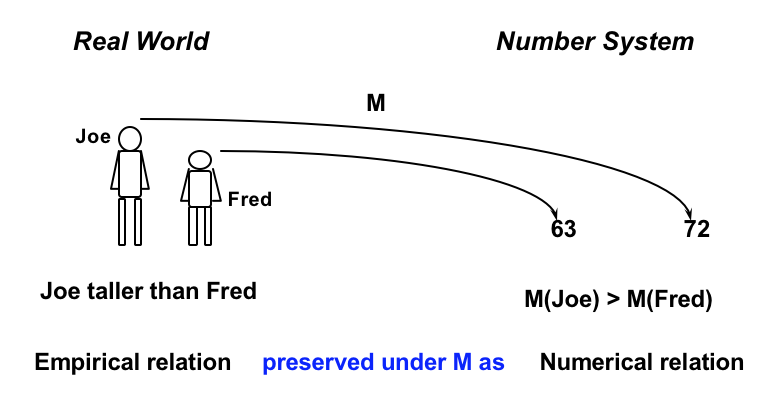 Real World
Number System
M
Joe
Fred
63
72
Joe taller than Fred
M(Joe) > M(Fred)
Empirical relation preserved under M as Numerical relation